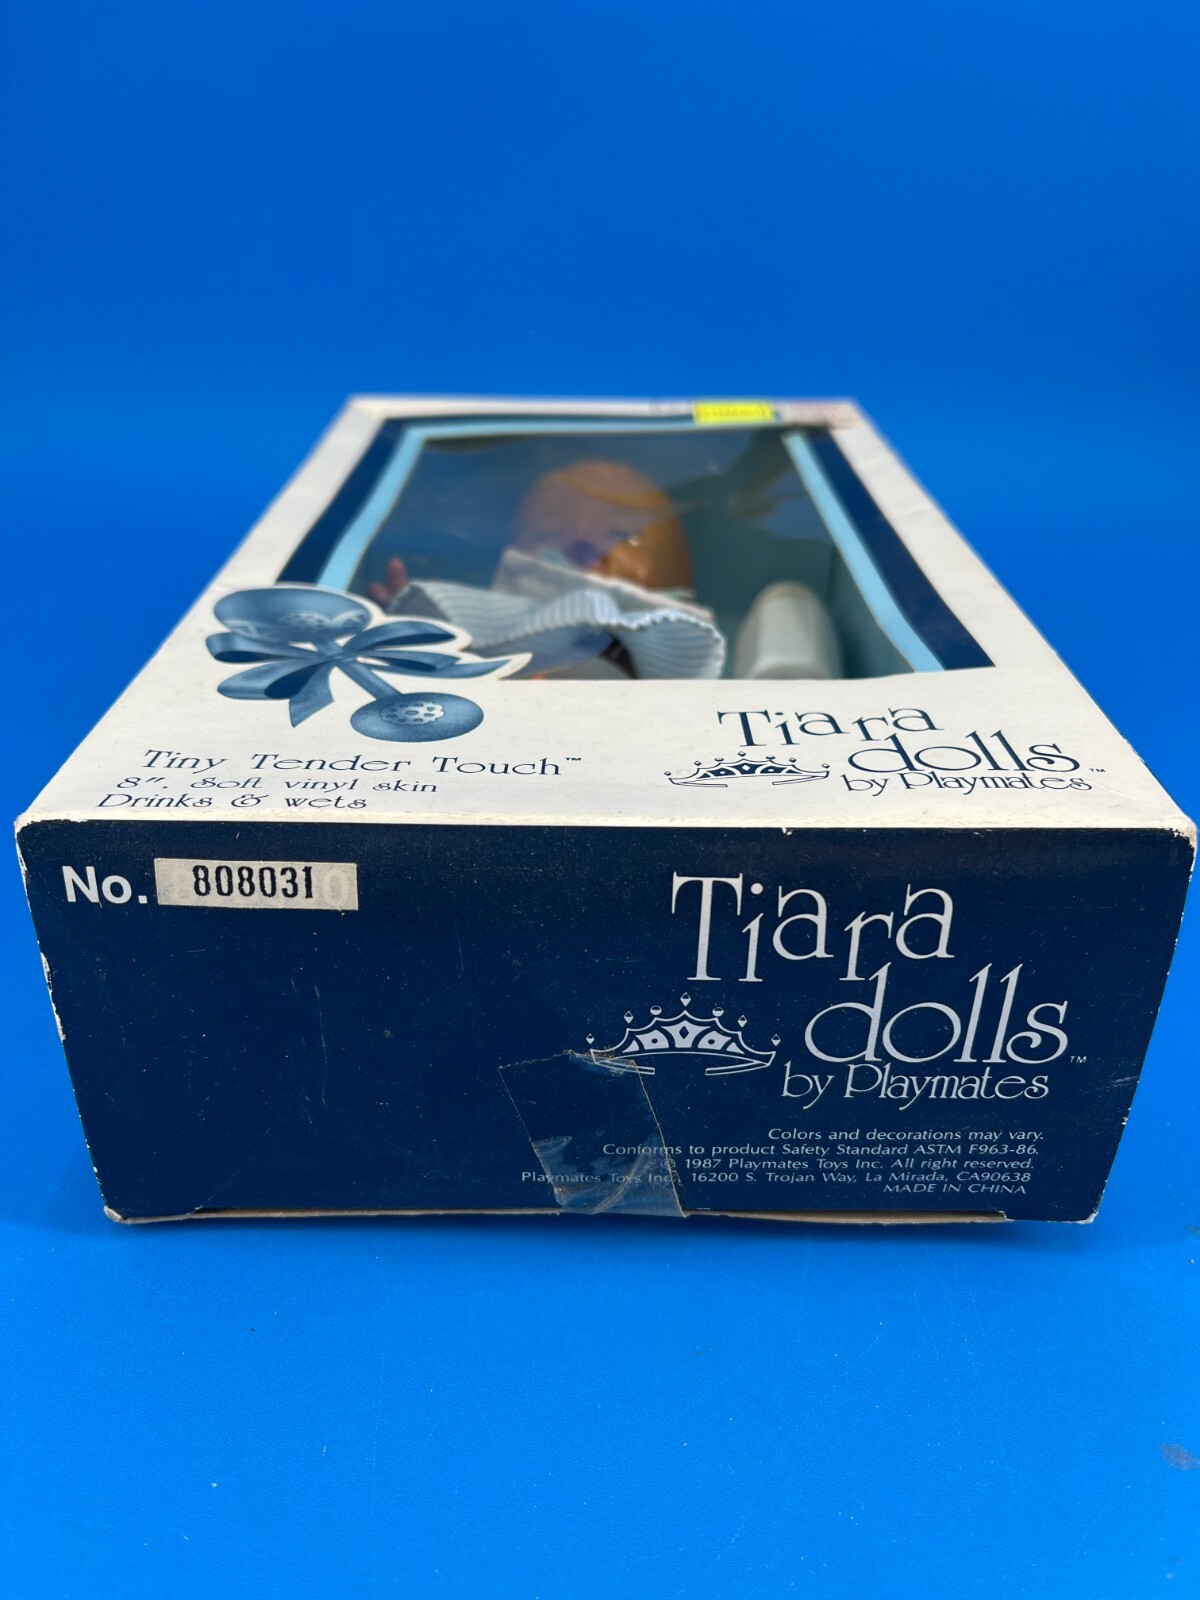 Tiny Tender Touch™
8", Soft vinyl skin
Drinks & wets
Tiara
dolls™
by Playmates
No. 808031
Tiara
dolls™
by Playmates
Colors and decorations may vary.
Conforms to product Safety Standard ASTM F963-86.
© 1987 Playmates Toys Inc. All right reserved.
Playmates Toys Inc. 16200 S. Trojan Way, La Mirada, CA90638
MADE IN CHINA